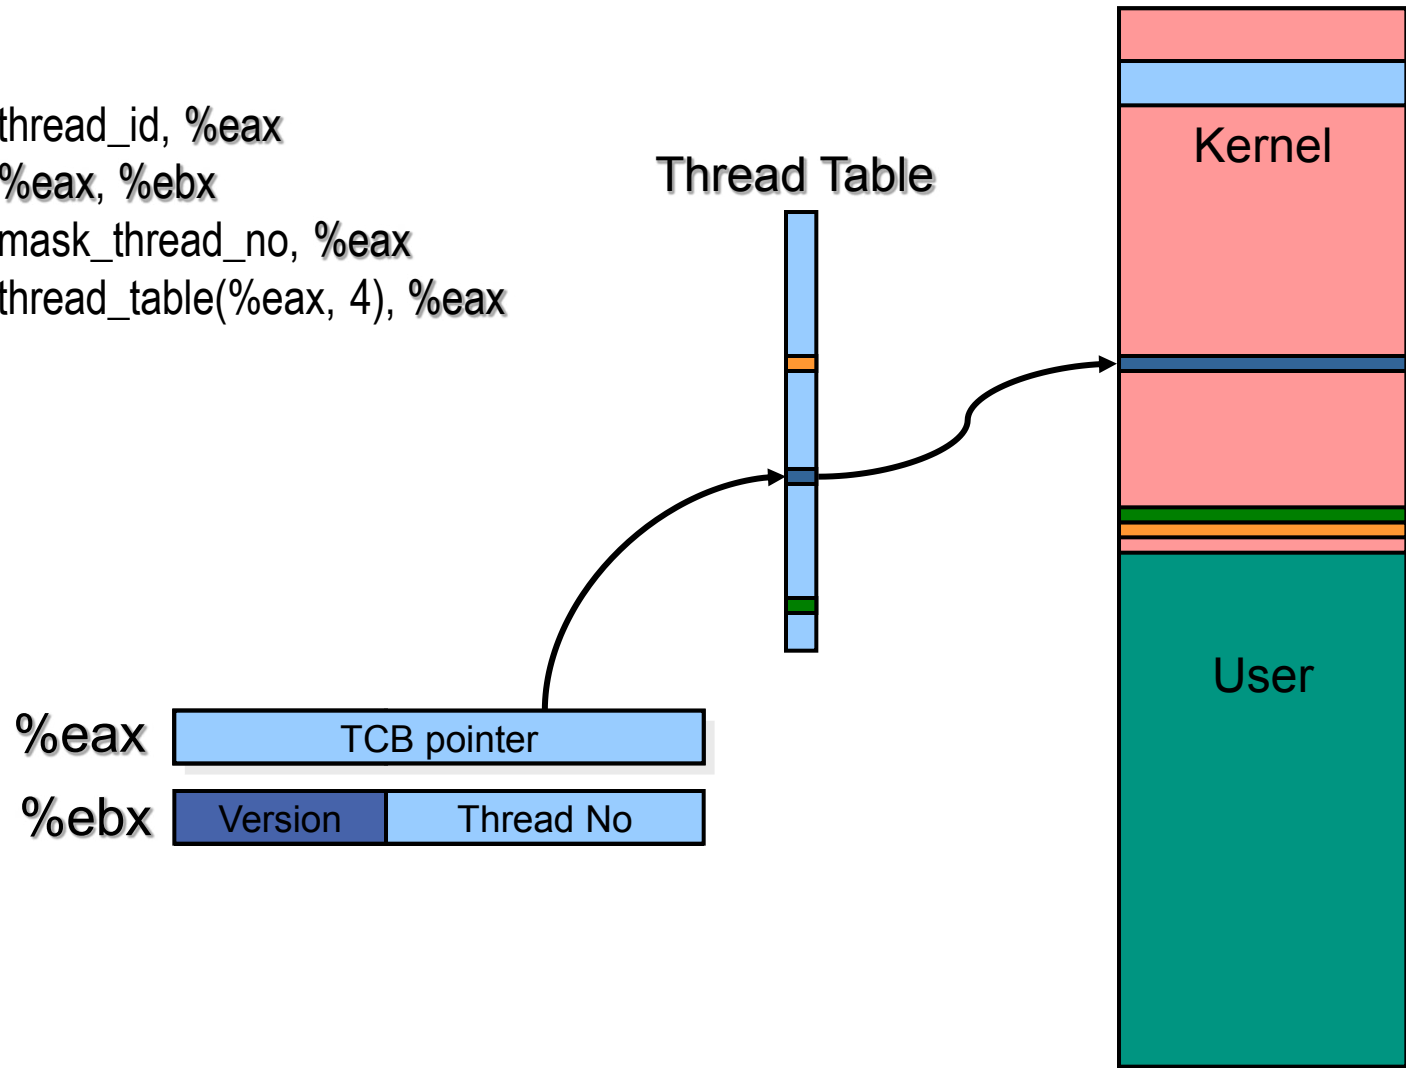 thread_id, %eax
%eax, %ebx
mask_thread_no, %eax
thread_table(%eax, 4), %eax
Thread Table
Kernel
User
%eax TCB pointer
%ebx Version Thread No